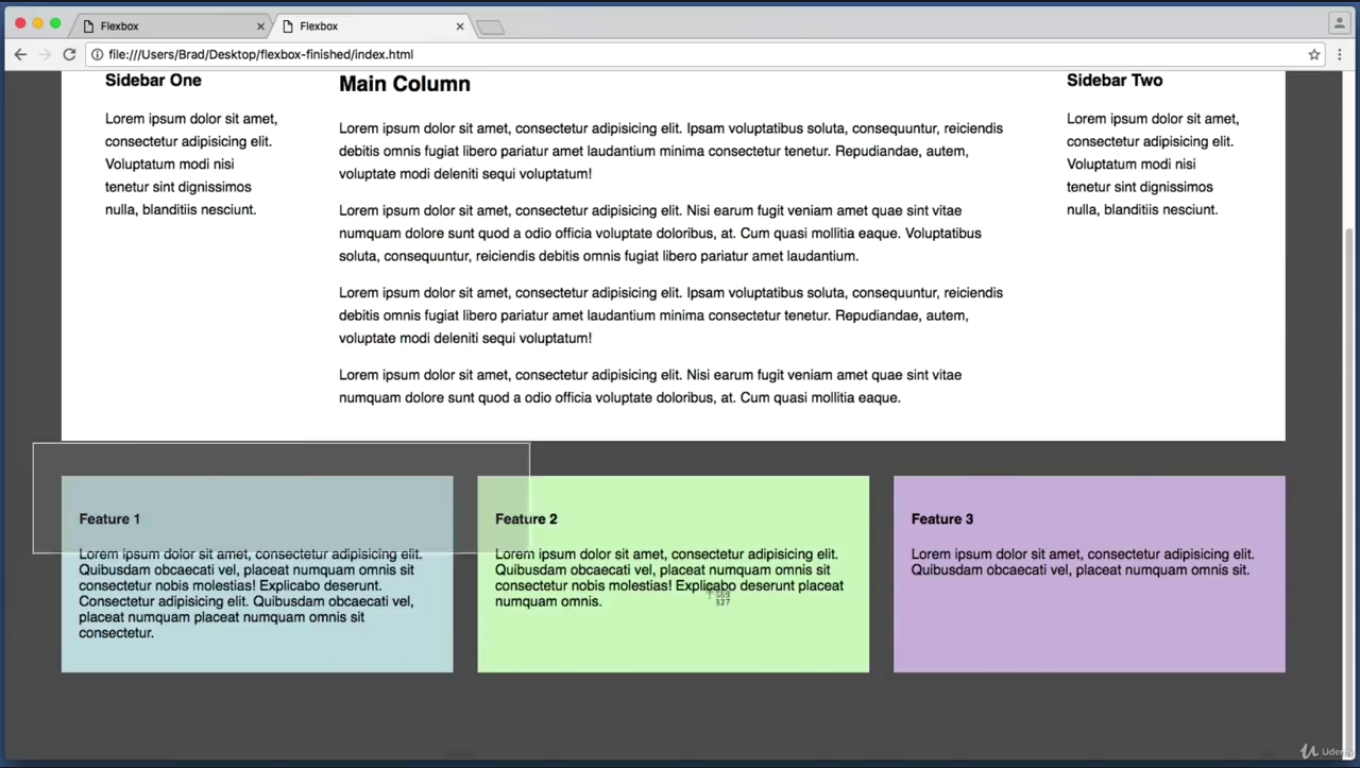 Flexbox
Flexbox
file:///Users/Brad/Desktop/flexbox-finished/index.html
Sidebar One
Lorem ipsum dolor sit amet,
consectetur adipisicing elit.
Voluptatum modi nisi
tenetur sint dignissimos
nulla, blanditiis nesciunt.
Main Column
Lorem ipsum dolor sit amet, consectetur adipisicing elit. Ipsam voluptatibus soluta, consequuntur, reiciendis
debitis omnis fugiat libero pariatur amet laudantium minima consectetur tenetur. Repudiandae, autem,
voluptate modi deleniti sequi voluptatum!
Lorem ipsum dolor sit amet, consectetur adipisicing elit. Nisi earum fugit veniam amet quae sint vitae
numquam dolore sunt quod a odio officia voluptate doloribus, at. Cum quasi mollitia eaque. Voluptatibus
soluta, consequuntur, reiciendis debitis omnis fugiat libero pariatur amet laudantium.
Lorem ipsum dolor sit amet, consectetur adipisicing elit. Ipsam voluptatibus soluta, consequuntur, reiciendis
debitis omnis fugiat libero pariatur amet laudantium minima consectetur tenetur. Repudiandae, autem,
voluptate modi deleniti sequi voluptatum!
Lorem ipsum dolor sit amet, consectetur adipisicing elit. Nisi earum fugit veniam amet quae sint vitae
numquam dolore sunt quod a odio officia voluptate doloribus, at. Cum quasi mollitia eaque.
Sidebar Two
Lorem ipsum dolor sit amet,
consectetur adipisicing elit.
Voluptatum modi nisi
tenetur sint dignissimos
nulla, blanditiis nesciunt.
Feature 1
Lorem ipsum dolor sit amet, consectetur adipisicing elit.
Quibusdam obcaecati vel, placeat numquam omnis sit
consectetur nobis molestias! Explicabo deserunt.
Consectetur adipisicing elit. Quibusdam obcaecati vel,
placeat numquam placeat numquam omnis sit
consectetur.
Feature 2
Lorem ipsum dolor sit amet, consectetur adipisicing elit.
Quibusdam obcaecati vel, placeat numquam omnis sit
consectetur nobis molestias! Explicabo deserunt placeat
numquam omnis.
Feature 3
Lorem ipsum dolor sit amet, consectetur adipisicing elit.
Quibusdam obcaecati vel, placeat numquam omnis sit.